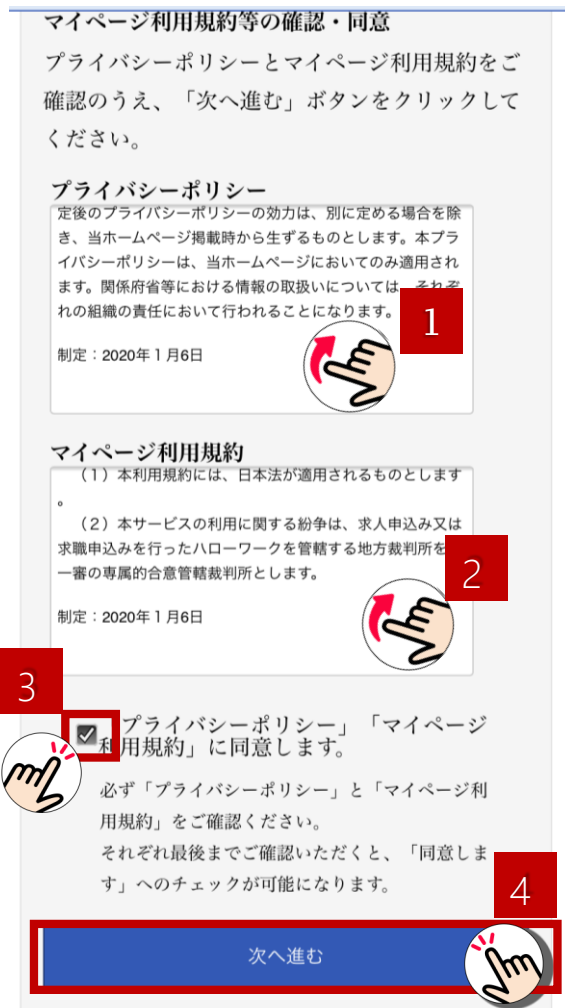 マイページ利用規約等の確認・同意
プライバシーポリシーとマイページ利用規約をご
確認のうえ、「次へ進む」ボタンをクリックして
ください。
プライバシーポリシー
定後のプライバシーポリシーの効力は、別に定める場合を除
き、当ホームページ掲載時から生ずるものとします。本プラ
イバシーポリシーは、当ホームページにおいてのみ適用され
ます。関係府省等における情報の取扱いについては、それぞ
れの組織の責任において行われることになります。
1
制定：2020年１月6日
マイページ利用規約
（１）本利用規約には、日本法が適用されるものとします
。
（２）本サービスの利用に関する紛争は、求人申込み又は
求職申込みを行ったハローワークを管轄する地方裁判所を
一審の専属的合意管轄裁判所とします。
2
制定：2020年１月6日
3
プライバシーポリシー」「マイページ
利用規約」に同意します。
必ず「プライバシーポリシー」と「マイページ利
用規約」をご確認ください。
それぞれ最後までご確認いただくと、「同意しま
す」へのチェックが可能になります。
4
次へ進む